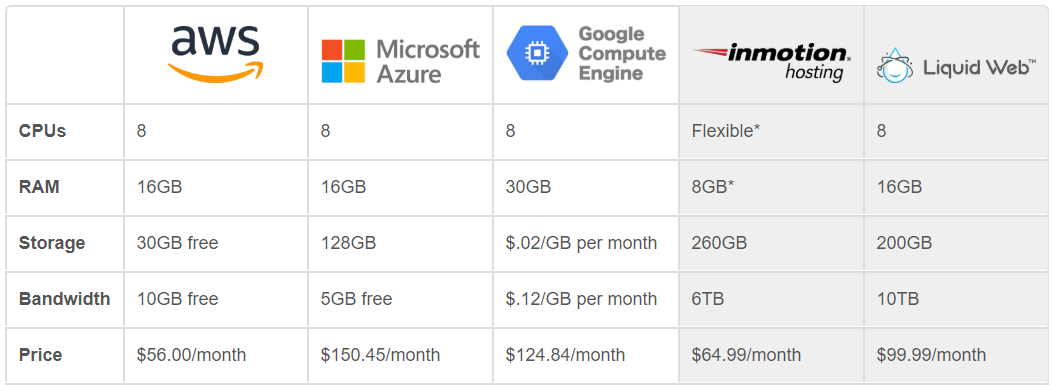 aws
Microsoft
Azure
Google
Compute
Engine
inmotion®
hosting
Liquid Web™
CPUs 8 8 8 Flexible* 8
RAM 16GB 16GB 30GB 8GB* 16GB
Storage 30GB free 128GB $.02/GB per month 260GB 200GB
Bandwidth 10GB free 5GB free $.12/GB per month 6TB 10TB
Price $56.00/month $150.45/month $124.84/month $64.99/month $99.99/month